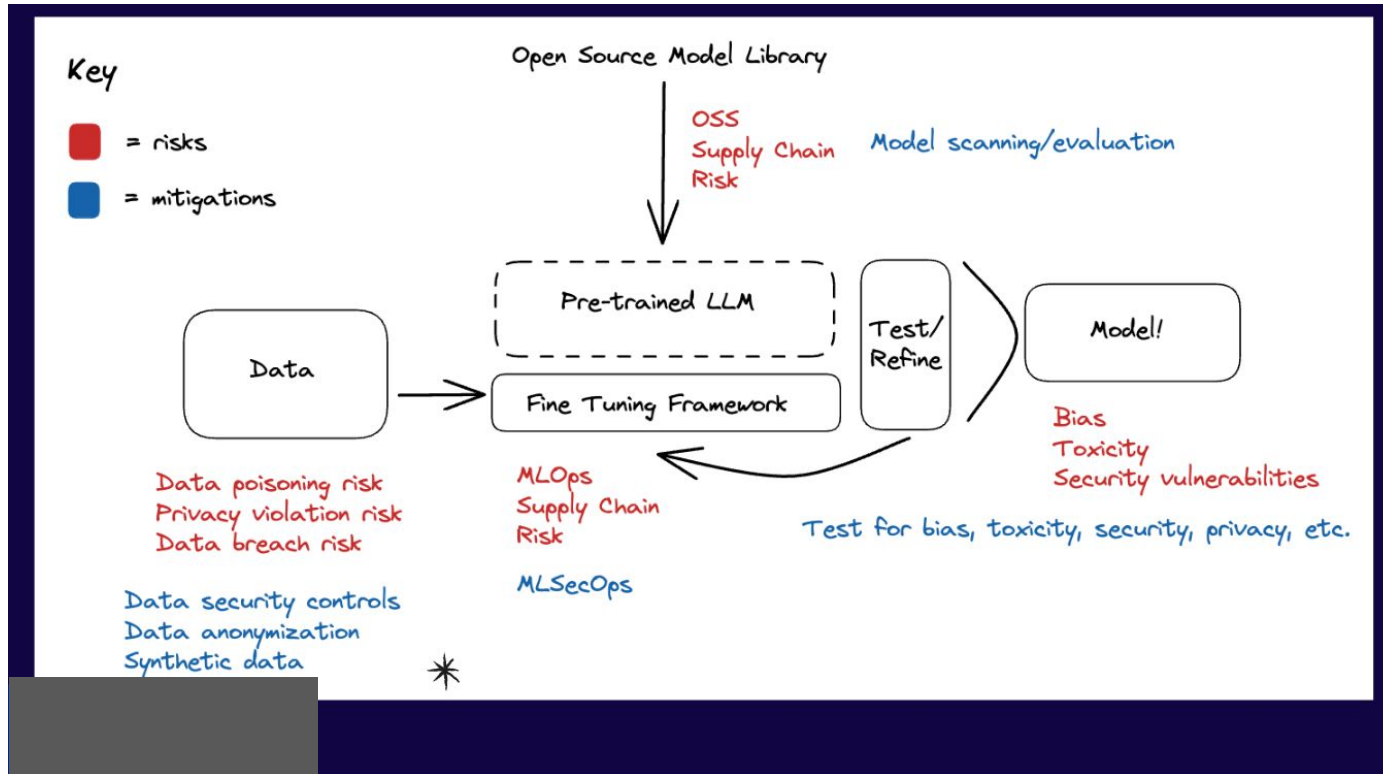 Key
= risks
= mitigations
Open Source Model Library
OSS
Supply Chain
Risk
Model scanning/evaluation
Pre-trained LLM
Fine Tuning Framework
Test/
Refine
Model!
Data
Data poisoning risk
Privacy violation risk
Data breach risk
Data security controls
Data anonymization
Synthetic data
MLOps
Supply Chain
Risk
MLSecOps
Bias
Toxicity
Security vulnerabilities
Test for bias, toxicity, security, privacy, etc.